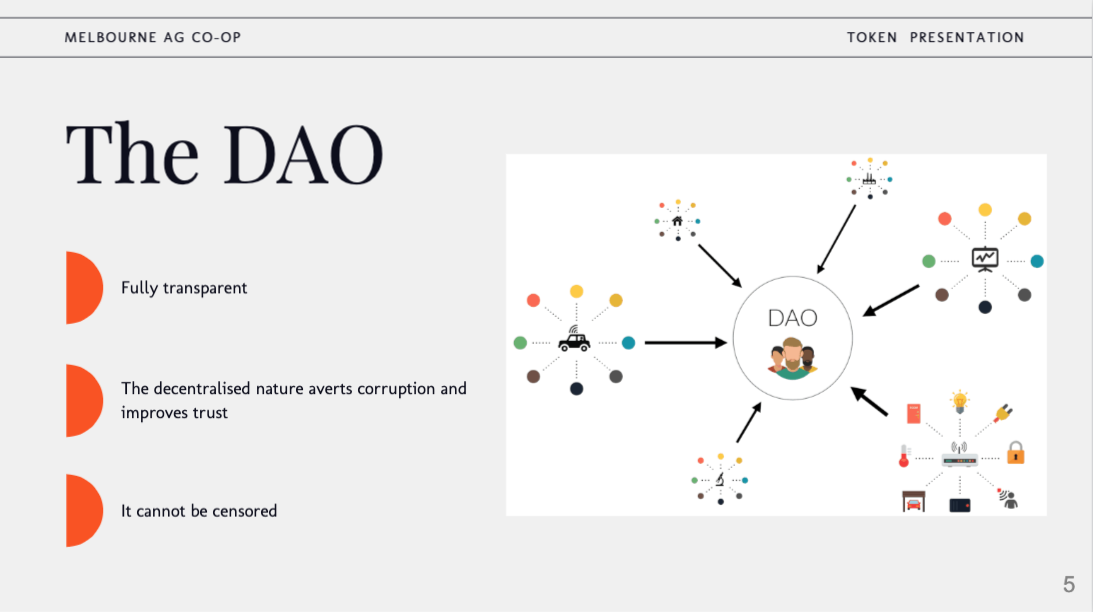 MELBOURNE AG CO-OP
TOKEN PRESENTATION
The DAO
Fully transparent
The decentralised nature averts corruption and
improves trust
It cannot be censored
DAO
5